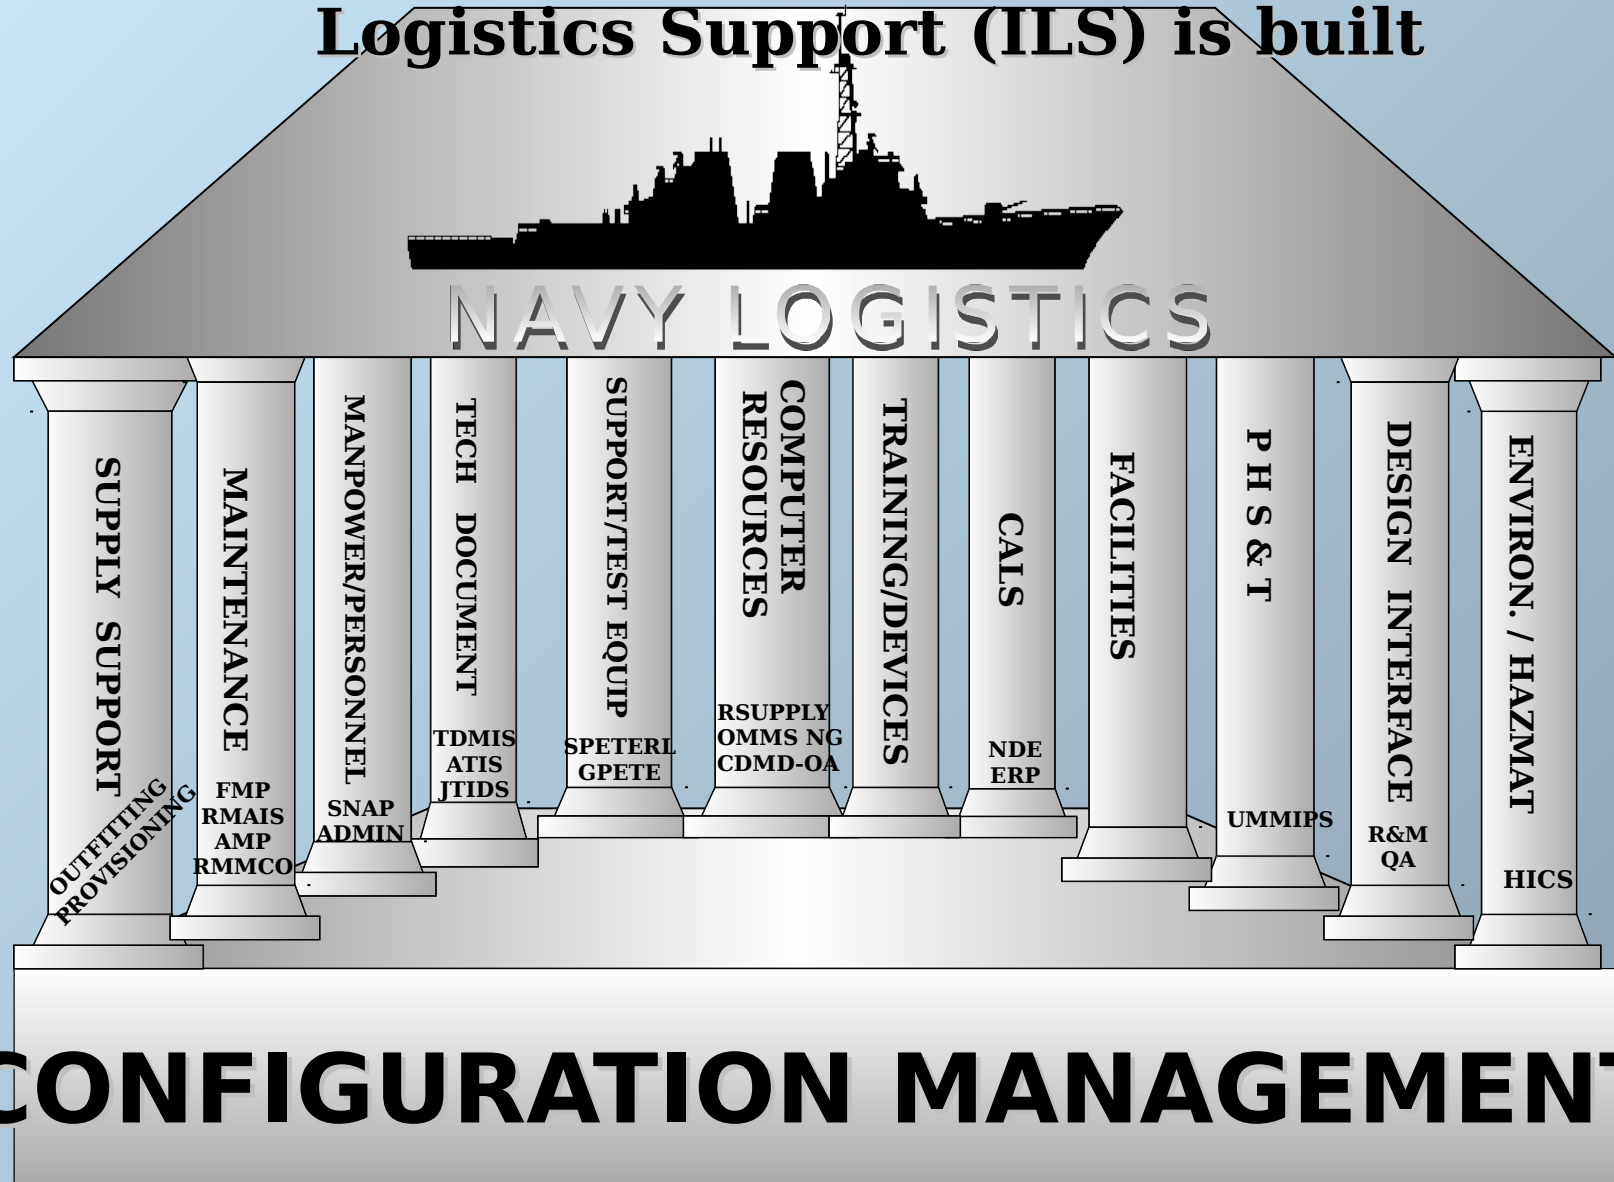 Logistics Support (ILS) is built
NAVY LOGISTICS
SUPPLY SUPPORT
OUTFITTING
PROVISIONING
MAINTENANCE
FMP
RMAIS
AMP
RMMCO
MANPOWER/PERSONNEL
SNAP
ADMIN
TECH DOCUMENT
TDMIS
ATIS
JTIDS
SUPPORT/TEST EQUIP
SPETERL
GPETE
COMPUTER
RESOURCES
RSUPPLY
OMMS NG
CDMD-OA
TRAINING/DEVICES
CALS
NDE
ERP
FACILITIES
P H S & T
UMMIPS
DESIGN INTERFACE
R&M
QA
ENVIRON. / HAZMAT
HICS
CONFIGURATION MANAGEMENT